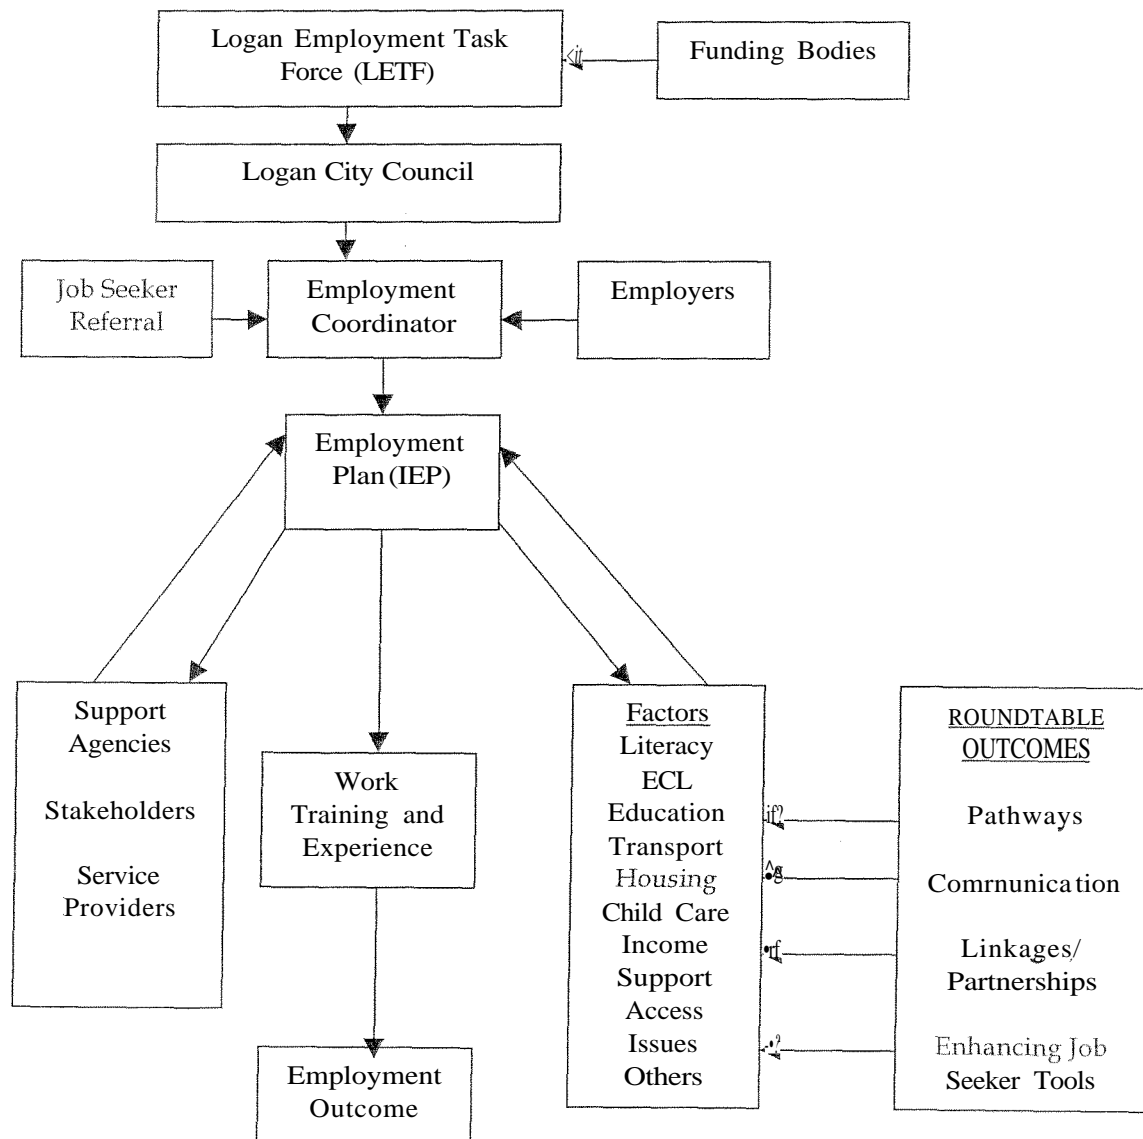 Logan Employment Task
Force (LETF)
Funding Bodies
Logan City Council
Job Seeker
Referral
Employment
Coordinator
Employers
Employment
Plan (IEP)
Support
Agencies
Stakeholders
Service
Providers
Work
Training and
Experience
Employment
Outcome
Factors
Literacy
ECL
Education
Transport
Housing
Child Care
Income
Support
Access
Issues
Others
ROUNDTABLE
OUTCOMES
Pathways
Comrnunication
Linkages/
Partnerships
Enhancing Job
Seeker Tools